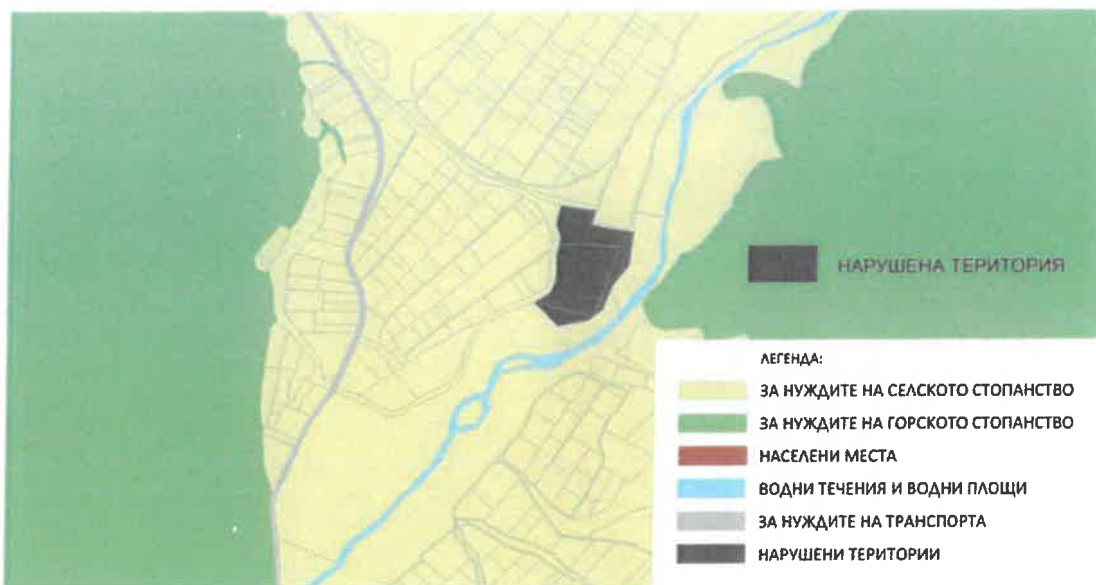 НАРУШЕНА ТЕРИТОРИЯ
ЛЕГЕНДА:
ЗА НУЖДИТЕ НА СЕЛСКОТО СТОПАНСТВО
ЗА НУЖДИТЕ НА ГОРСКОТО СТОПАНСТВО
НАСЕЛЕНИ МЕСТА
ВОДНИ ТЕЧЕНИЯ И ВОДНИ ПЛОЩИ
ЗА НУЖДИТЕ НА ТРАНСПОРТА
НАРУШЕНИ ТЕРИТОРИИ